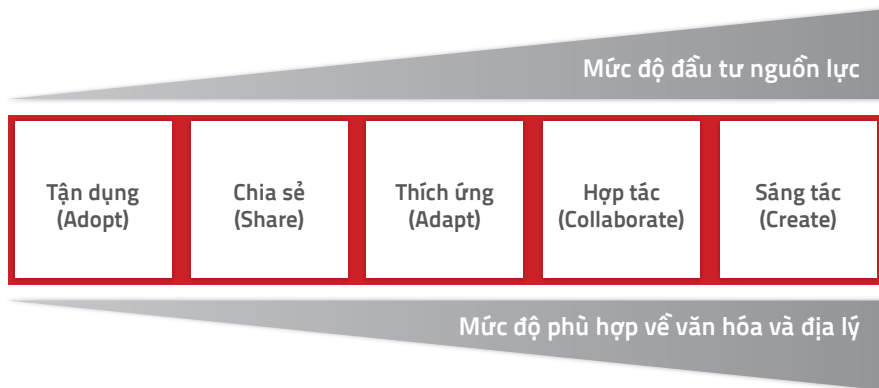 Mức độ đầu tư nguồn lực
Tận dụng
(Adopt)
Chia sẻ
(Share)
Thích ứng
(Adapt)
Hợp tác
(Collaborate)
Sáng tác
(Create)
Mức độ phù hợp về văn hóa và địa lý